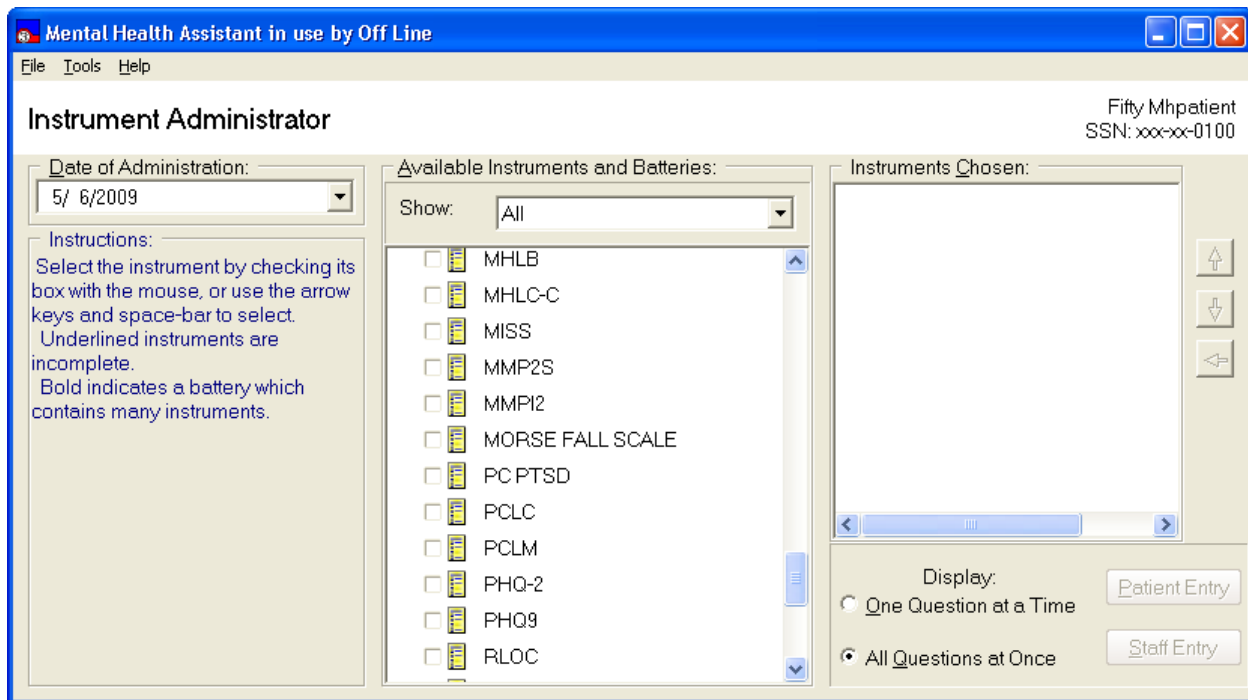 Mental Health Assistant in use by Off Line
File Tools Help
Instrument Administrator
Fifty Mhpatient
SSN: xxx-xx-0100
Date of Administration:
5/ 6/2009
Instructions:
Select the instrument by checking its
box with the mouse, or use the arrow
keys and space-bar to select.
Underlined instruments are
incomplete.
Bold indicates a battery which
contains many instruments.
Available Instruments and Batteries:
Show: All
MHLB
MHLC-C
MISS
MMP2S
MMPI2
MORSE FALL SCALE
PC PTSD
PCLC
PCLM
PHQ-2
PHQ9
RLOC
Instruments Chosen:
Display:
One Question at a Time
All Questions at Once
Patient Entry
Staff Entry